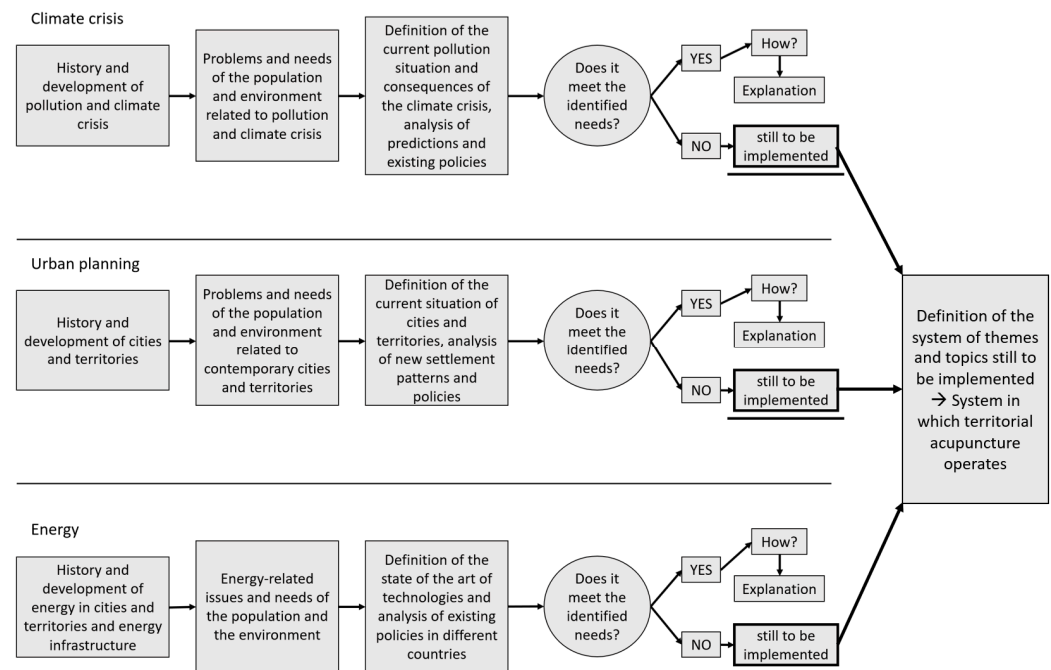 Climate crisis
History and
development of
pollution and climate
crisis
Problems and needs
of the population
and environment
related to pollution
and climate crisis
Definition of the
current pollution
situation and
consequences of
the climate crisis,
analysis of
predictions and
existing policies
Does it
meet the
identified
needs?
YES
How?
Explanation
NO
still to be
implemented
Urban planning
History and
development of cities
and territories
Problems and needs
of the population
and environment
related to
contemporary cities
and territories
Definition of the
current situation of
cities and
territories, analysis
of new settlement
patterns and
policies
Does it
meet the
identified
needs?
YES
How?
Explanation
NO
still to be
implemented
Energy
History and
development of
energy in cities and
territories and energy
infrastructure
Energy-related
issues and needs of
the population and
the environment
Definition of the
state of the art of
technologies and
analysis of existing
policies in different
countries
Does it
meet the
identified
needs?
YES
How?
Explanation
NO
still to be
implemented
Definition of the
system of themes
and topics still to
be implemented
→ System in
which territorial
acupuncture
operates